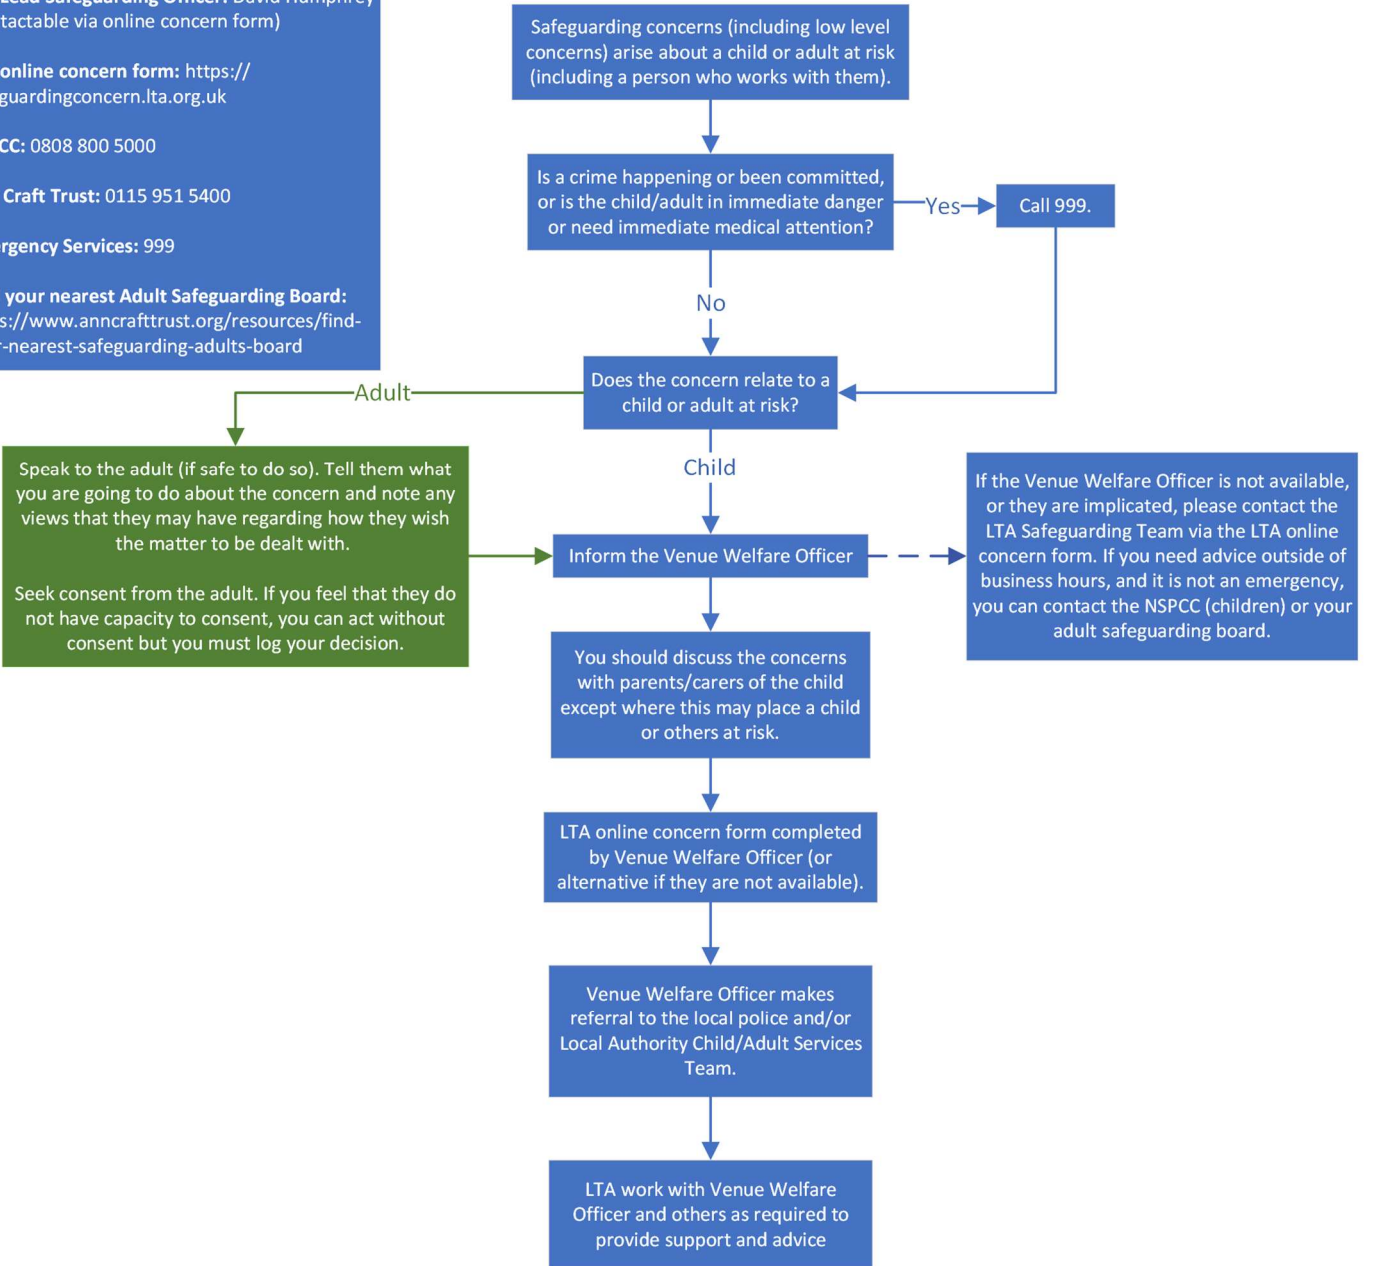 Lead Safeguarding Officer: David Humphrey
tactable via online concern form)
online concern form: https://
guardingconcern.lta.org.uk
CC: 0808 800 5000
Craft Trust: 0115 951 5400
ergency Services: 999
your nearest Adult Safeguarding Board:
s://www.anncrafttrust.org/resources/find-
r-nearest-safeguarding-adults-board
Safeguarding concerns (including low level
concerns) arise about a child or adult at risk
(including a person who works with them).
Is a crime happening or been committed,
or is the child/adult in immediate danger
or need immediate medical attention?
Yes
Call 999.
No
Does the concern relate to a
child or adult at risk?
Adult
Child
Speak to the adult (if safe to do so). Tell them what
you are going to do about the concern and note any
views that they may have regarding how they wish
the matter to be dealt with.
Seek consent from the adult. If you feel that they do
not have capacity to consent, you can act without
consent but you must log your decision.
Inform the Venue Welfare Officer
If the Venue Welfare Officer is not available,
or they are implicated, please contact the
LTA Safeguarding Team via the LTA online
concern form. If you need advice outside of
business hours, and it is not an emergency,
you can contact the NSPCC (children) or your
adult safeguarding board.
You should discuss the concerns
with parents/carers of the child
except where this may place a child
or others at risk.
LTA online concern form completed
by Venue Welfare Officer (or
alternative if they are not available).
Venue Welfare Officer makes
referral to the local police and/or
Local Authority Child/Adult Services
Team.
LTA work with Venue Welfare
Officer and others as required to
provide support and advice